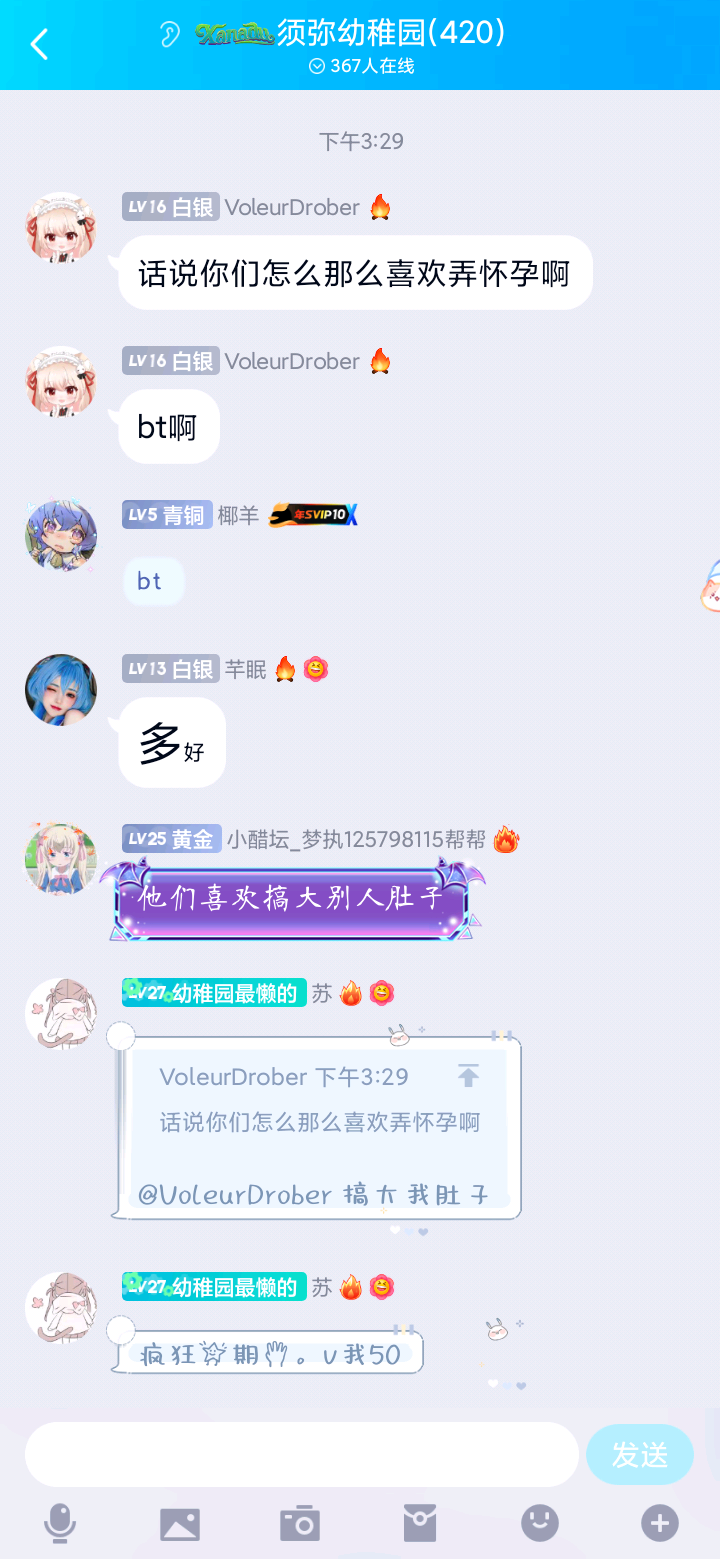 Xanadu须弥幼稚园(420)
367人在线
下午3:29
LV16 白银 VoleurDrober
话说你们怎么那么喜欢弄怀孕啊
LV16 白银 VoleurDrober
bt啊
LV5 青铜 椰羊 年SVIP10
bt
LV13 白银 芊眠
多好
LV25 黄金 小醋坛_梦执125798115帮帮
他们喜欢搞大别人肚子
LV27 幼稚园最懒的 苏
VoleurDrober 下午3:29
话说你们怎么那么喜欢弄怀孕啊
@VoleurDrober 搞大我肚子
LV27 幼稚园最懒的 苏
疯狂期。v我50
发送